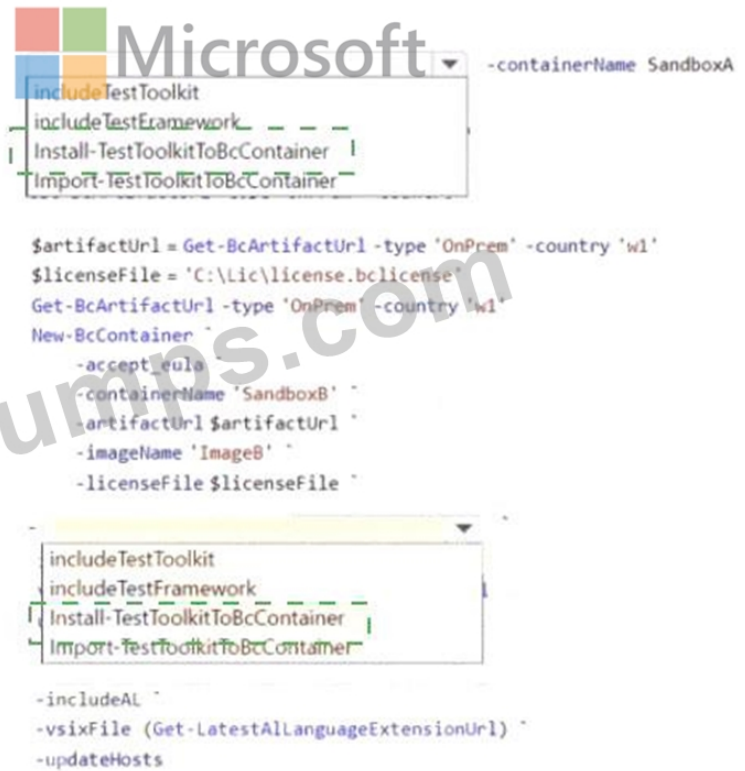 Microsoft
-containerName SandboxA
includeTestToolkit
includeTestFramework
Install-TestToolkitToBcContainer
Import-TestToolkitToBcContainer
$artifactUrl = Get-BcArtifactUrl -type 'OnPrem' -country 'w1'
$licenseFile = 'C:\Lic\license.bclicense'
Get-BcArtifactUrl -type 'OnPrem' -country 'w1'
New-BcContainer `
-accept_eula `
-containerName 'SandboxB' `
-artifactUrl $artifactUrl `
-imageName 'ImageB' `
-licenseFile $licenseFile `
umps.com
-
includeTestToolkit
includeTestFramework
Install-TestToolkitToBcContainer
Import-TestToolkitToBcContainer
-includeAL `
-vsixFile (Get-LatestAlLanguageExtensionUrl) `
-updateHosts